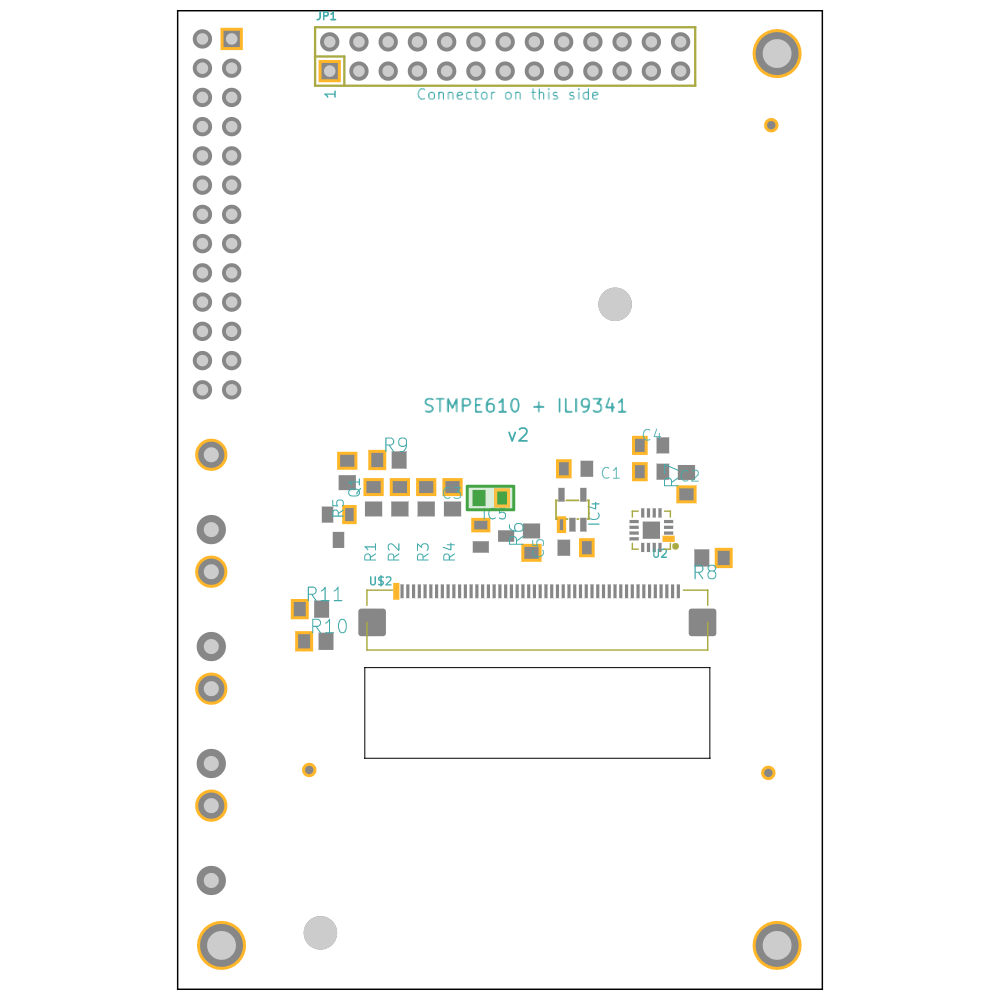 JP1
1
Connector on this side
STMPE610 + ILI9341
v2
C4
R9
C1
R7
C2
Q1
C3
R5
IC5
IC4
R6
C5
R1
R2
R3
R4
U2
R8
U$2
R11
R10